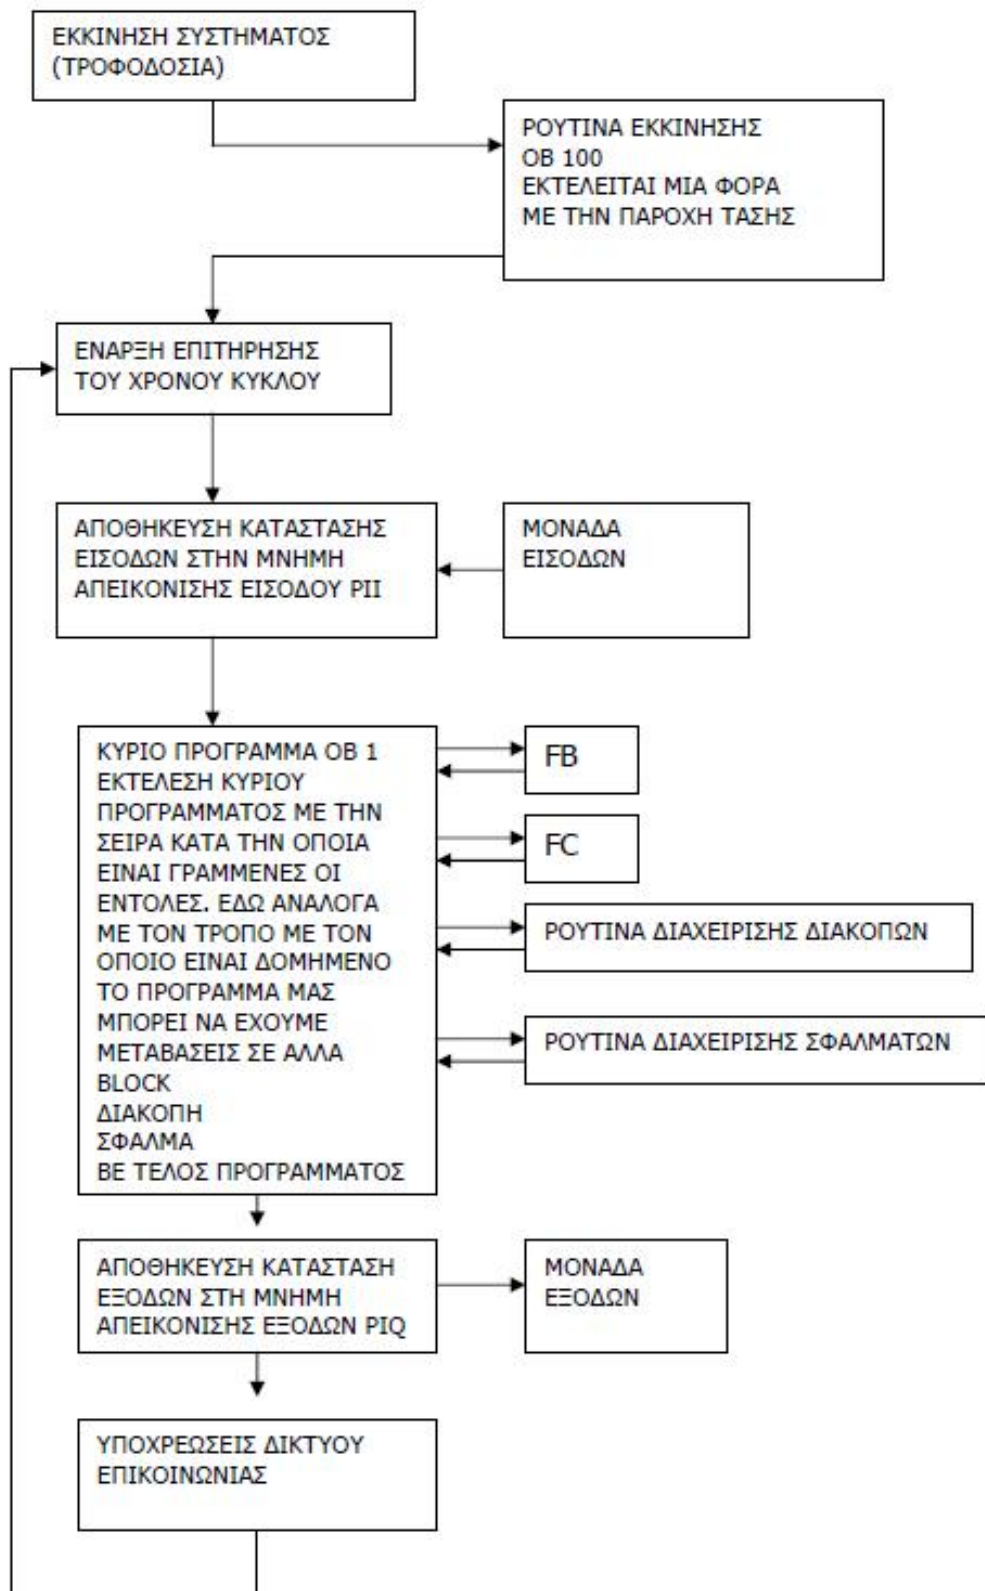 ΕΚΚΙΝΗΣΗ ΣΥΣΤΗΜΑΤΟΣ
(ΤΡΟΦΟΔΟΣΙΑ)
ΡΟΥΤΙΝΑ ΕΚΚΙΝΗΣΗΣ
OB 100
ΕΚΤΕΛΕΙΤΑΙ ΜΙΑ ΦΟΡΑ
ΜΕ ΤΗΝ ΠΑΡΟΧΗ ΤΑΣΗΣ
ΕΝΑΡΞΗ ΕΠΙΤΗΡΗΣΗΣ
ΤΟΥ ΧΡΟΝΟΥ ΚΥΚΛΟΥ
ΑΠΟΘΗΚΕΥΣΗ ΚΑΤΑΣΤΑΣΗΣ
ΕΙΣΟΔΩΝ ΣΤΗΝ ΜΝΗΜΗ
ΑΠΕΙΚΟΝΙΣΗΣ ΕΙΣΟΔΟΥ PII
ΜΟΝΑΔΑ
ΕΙΣΟΔΩΝ
ΚΥΡΙΟ ΠΡΟΓΡΑΜΜΑ OB 1
ΕΚΤΕΛΕΣΗ ΚΥΡΙΟΥ
ΠΡΟΓΡΑΜΜΑΤΟΣ ΜΕ ΤΗΝ
ΣΕΙΡΑ ΚΑΤΑ ΤΗΝ ΟΠΟΙΑ
ΕΙΝΑΙ ΓΡΑΜΜΕΝΕΣ ΟΙ
ΕΝΤΟΛΕΣ. ΕΔΩ ΑΝΑΛΟΓΑ
ΜΕ ΤΟΝ ΤΡΟΠΟ ΜΕ ΤΟΝ
ΟΠΟΙΟ ΕΙΝΑΙ ΔΟΜΗΜΕΝΟ
ΤΟ ΠΡΟΓΡΑΜΜΑ ΜΑΣ
ΜΠΟΡΕΙ ΝΑ ΕΧΟΥΜΕ
ΜΕΤΑΒΑΣΕΙΣ ΣΕ ΑΛΛΑ
BLOCK
ΔΙΑΚΟΠΗ
ΣΦΑΛΜΑ
BE ΤΕΛΟΣ ΠΡΟΓΡΑΜΜΑΤΟΣ
FB
FC
ΡΟΥΤΙΝΑ ΔΙΑΧΕΙΡΙΣΗΣ ΔΙΑΚΟΠΩΝ
ΡΟΥΤΙΝΑ ΔΙΑΧΕΙΡΙΣΗΣ ΣΦΑΛΜΑΤΩΝ
ΑΠΟΘΗΚΕΥΣΗ ΚΑΤΑΣΤΑΣΗ
ΕΞΟΔΩΝ ΣΤΗ ΜΝΗΜΗ
ΑΠΕΙΚΟΝΙΣΗΣ ΕΞΟΔΩΝ PIQ
ΜΟΝΑΔΑ
ΕΞΟΔΩΝ
ΥΠΟΧΡΕΩΣΕΙΣ ΔΙΚΤΥΟΥ
ΕΠΙΚΟΙΝΩΝΙΑΣ